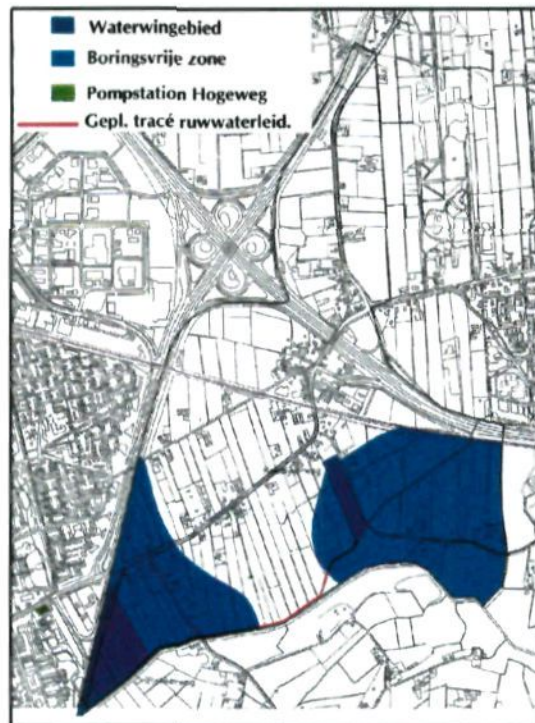 Waterwingebied
Boringsvrije zone
Pompstation Hogeweg
Gepl. tracé ruwwaterleid.